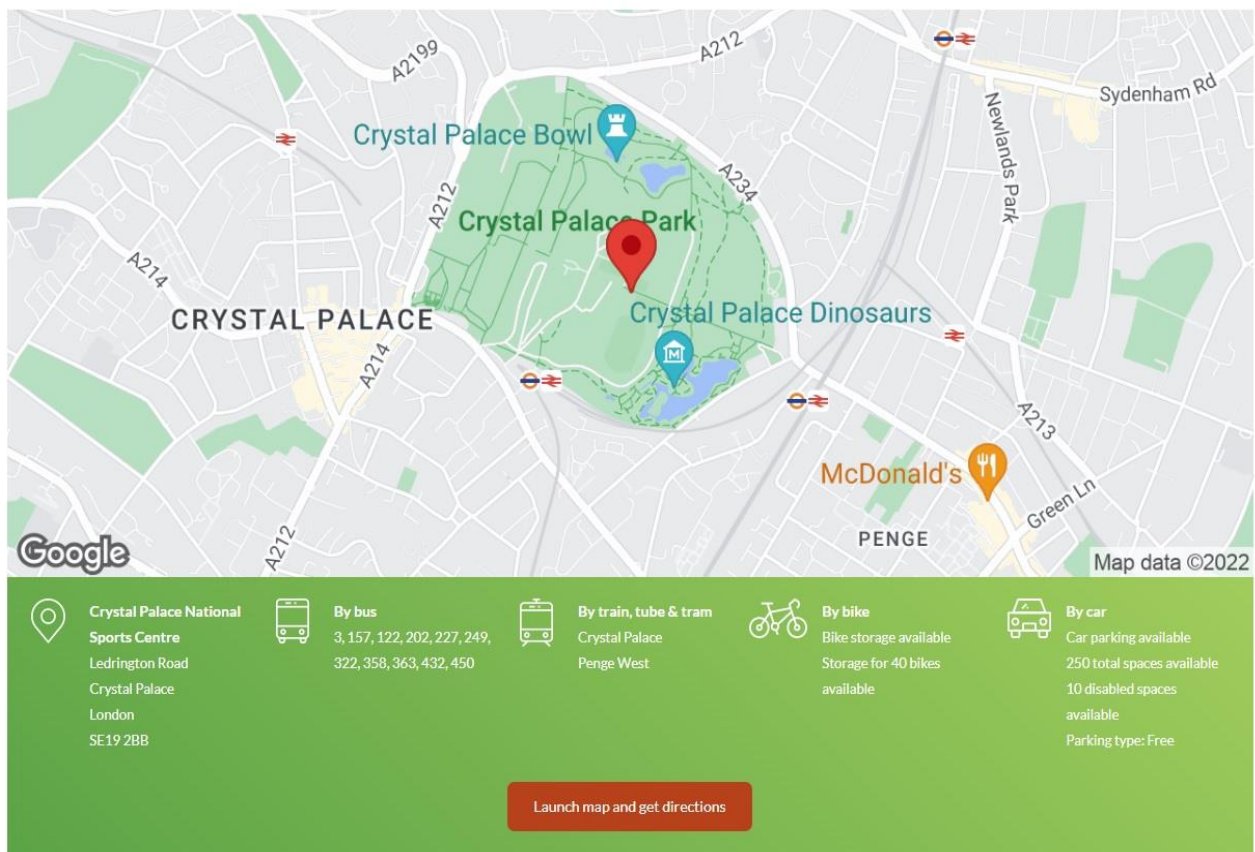 A2199
A212
Sydenham Rd
Crystal Palace Bowl
Newlands Park
A234
A212
Crystal Palace Park
A214
CRYSTAL PALACE
Crystal Palace Dinosaurs
A214
A213
McDonald's
Green Ln
A212
PENGE
Google
Map data ©2022
Crystal Palace National
Sports Centre
Ledrington Road
Crystal Palace
London
SE19 2BB
By bus
3, 157, 122, 202, 227, 249,
322, 358, 363, 432, 450
By train, tube & tram
Crystal Palace
Penge West
By bike
Bike storage available
Storage for 40 bikes
available
By car
Car parking available
250 total spaces available
10 disabled spaces
available
Parking type: Free
Launch map and get directions